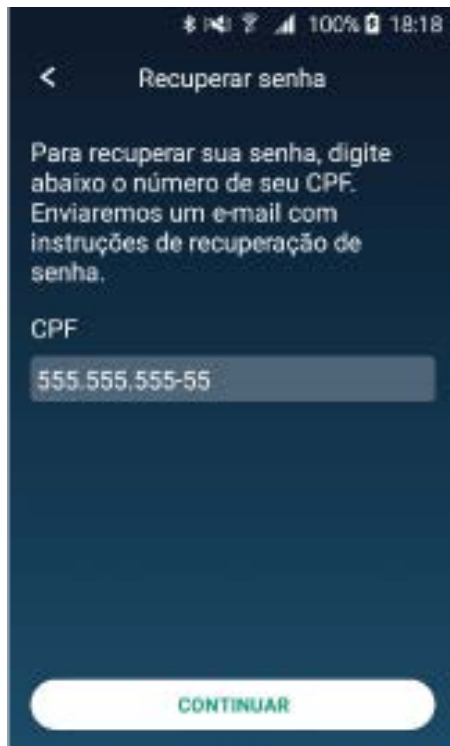 100% 18:18
Recuperar senha
Para recuperar sua senha, digite
abaixo o número de seu CPF.
Enviaremos um e-mail com
instruções de recuperação de
senha.
CPF
555.555.555-55
CONTINUAR